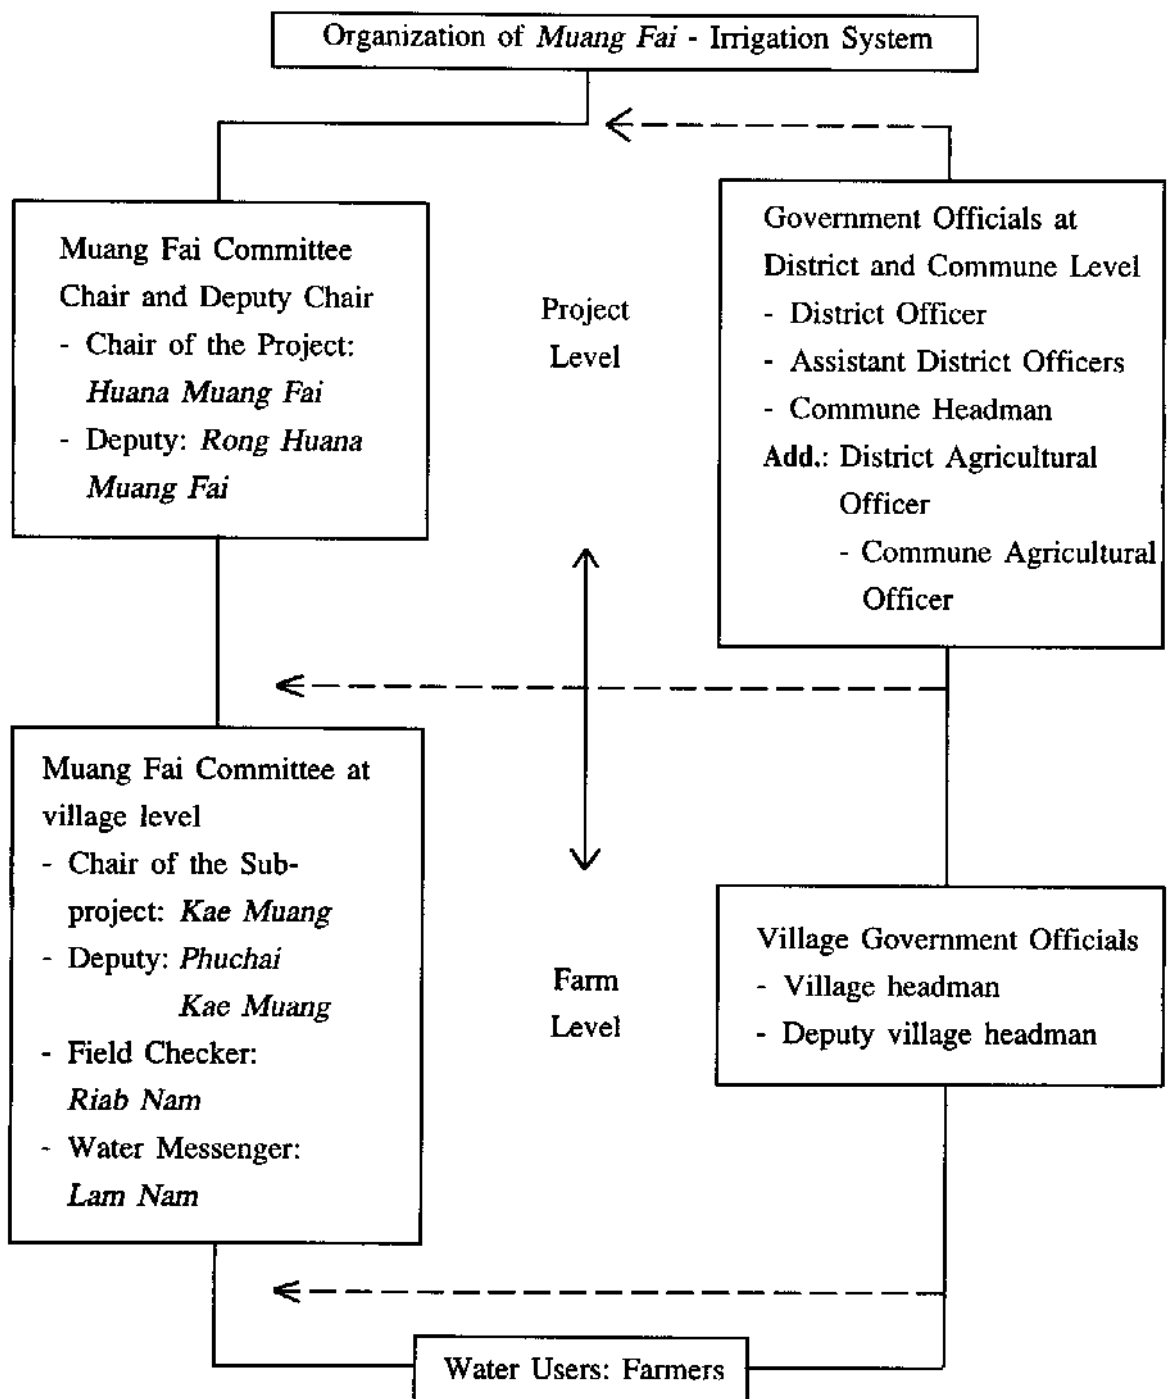 Organization of Muang Fai - Irrigation System
Muang Fai Committee
Chair and Deputy Chair
- Chair of the Project:
Huana Muang Fai
- Deputy: Rong Huana
Muang Fai
Project
Level
Government Officials at
District and Commune Level
- District Officer
- Assistant District Officers
- Commune Headman
Add.: District Agricultural
Officer
- Commune Agricultural
Officer
Muang Fai Committee at
village level
- Chair of the Sub-
project: Kae Muang
- Deputy: Phuchai
Kae Muang
- Field Checker:
Riab Nam
- Water Messenger:
Lam Nam
Farm
Level
Village Government Officials
- Village headman
- Deputy village headman
Water Users: Farmers